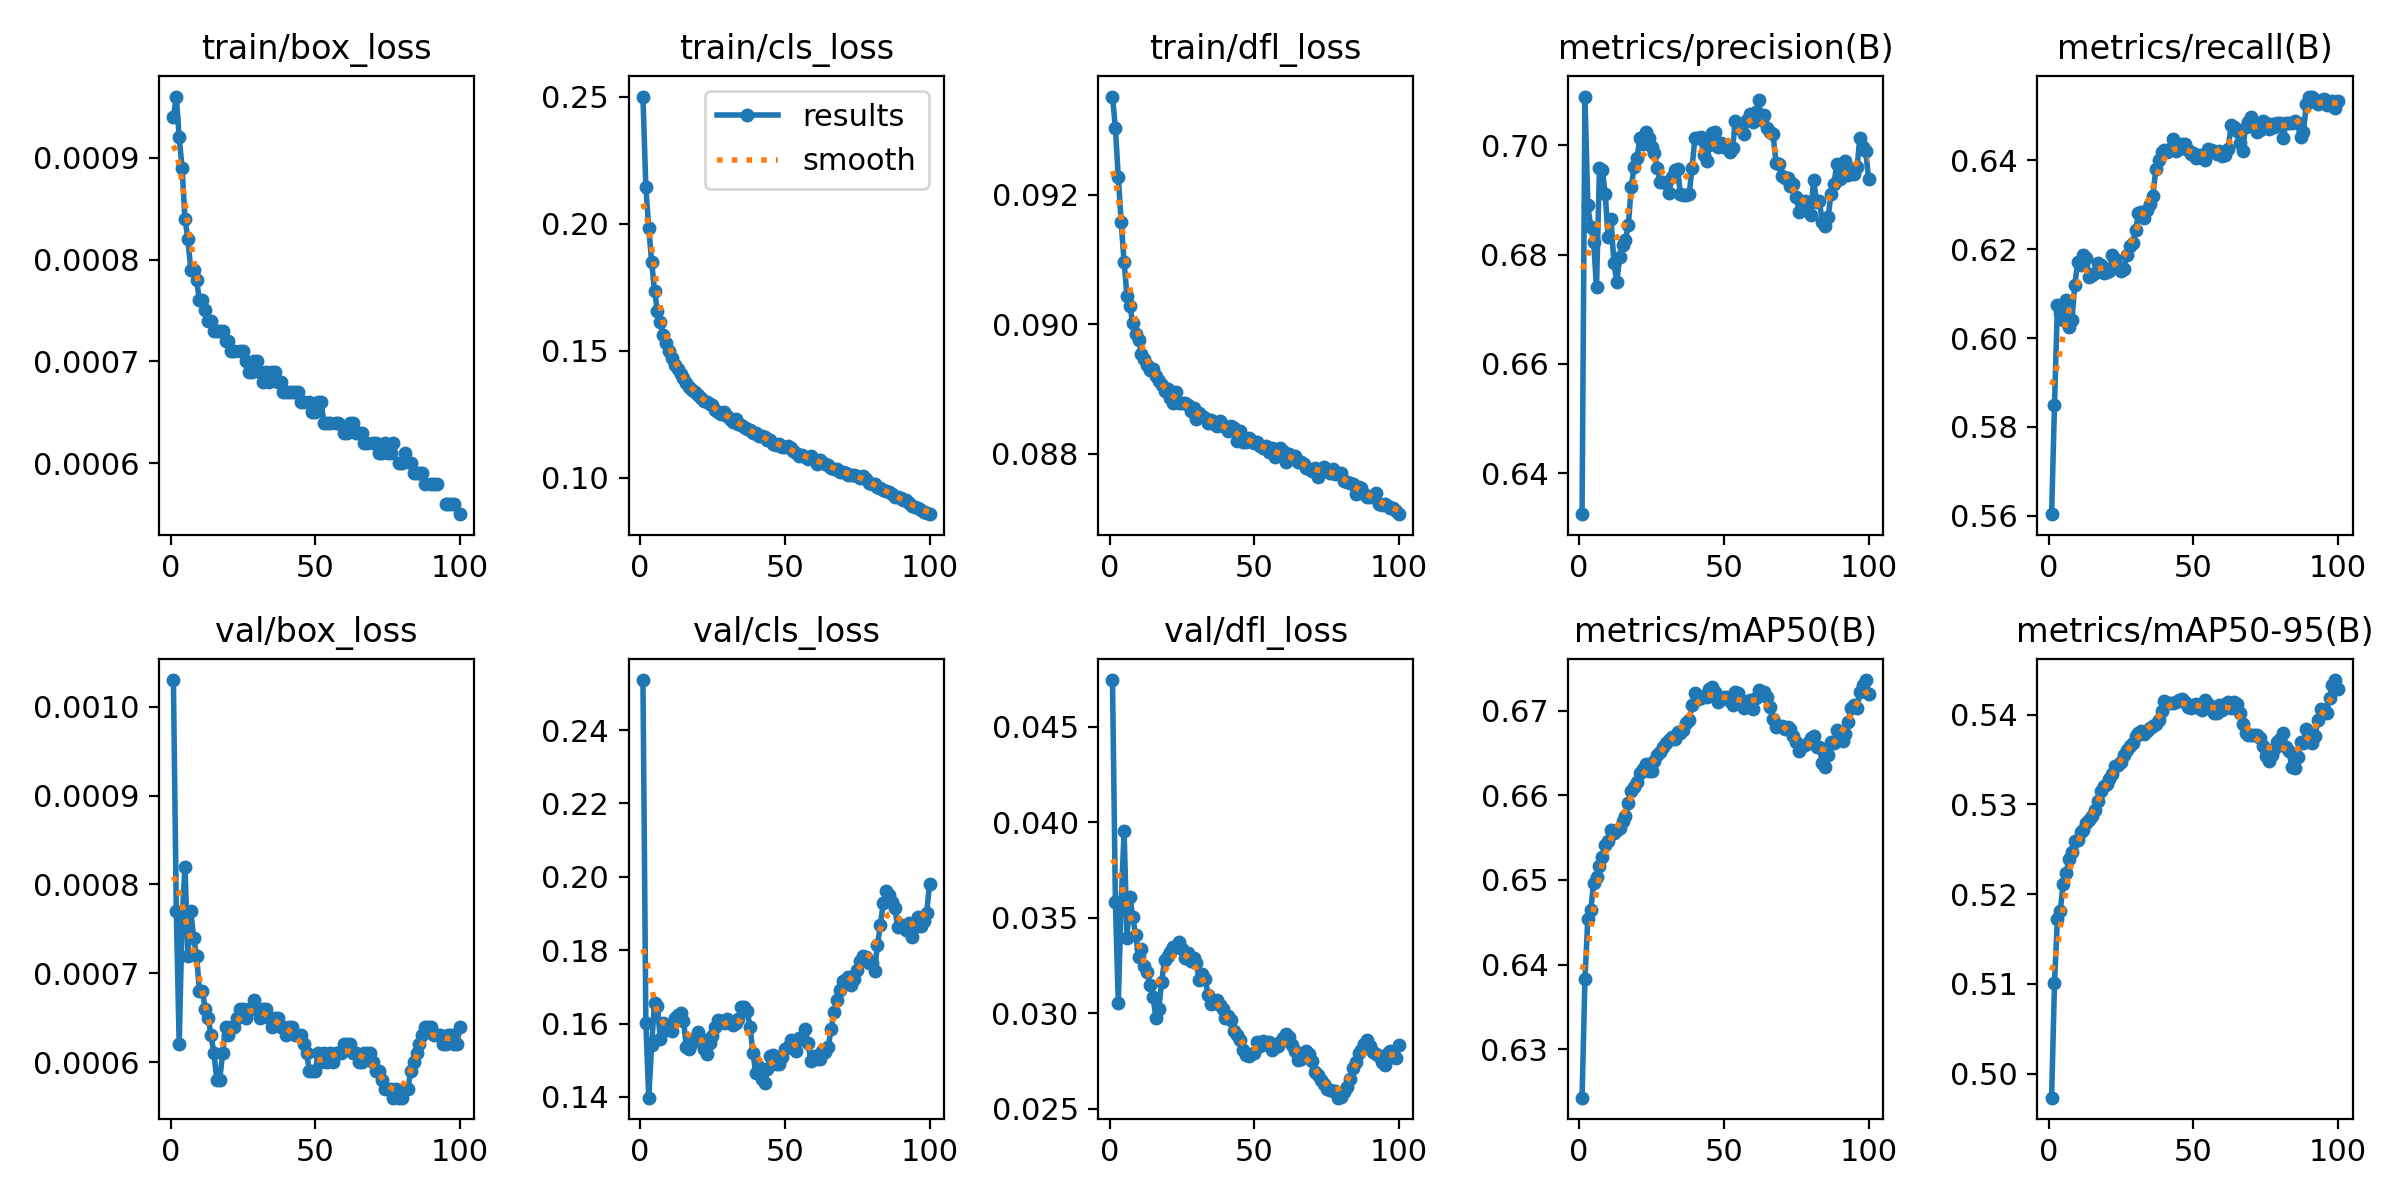 train/box_loss
0.0009
0.0008
0.0007
0.0006
0 50 100
train/cls_loss
results
smooth
0.25
0.20
0.15
0.10
0 50 100
train/dfl_loss
0.092
0.090
0.088
0 50 100
metrics/precision(B)
0.70
0.68
0.66
0.64
0 50 100
metrics/recall(B)
0.64
0.62
0.60
0.58
0.56
0 50 100
val/box_loss
0.0010
0.0009
0.0008
0.0007
0.0006
0 50 100
val/cls_loss
0.24
0.22
0.20
0.18
0.16
0.14
0 50 100
val/dfl_loss
0.045
0.040
0.035
0.030
0.025
0 50 100
metrics/mAP50(B)
0.67
0.66
0.65
0.64
0.63
0 50 100
metrics/mAP50-95(B)
0.54
0.53
0.52
0.51
0.50
0 50 100